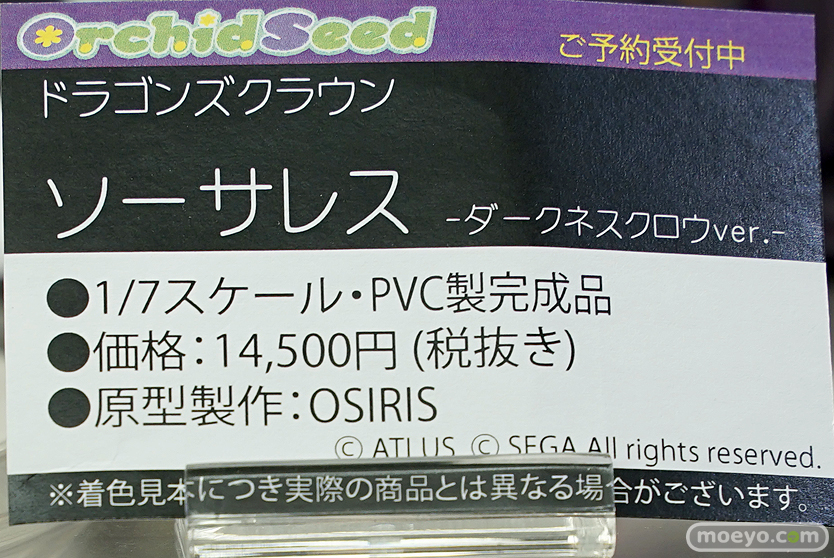 OrchidSeed
ご予約受付中
ドラゴンズクラウン
ソーサレス -ダークネスクロウver.-
●1/7スケール・PVC製完成品
●価格：14,500円 (税抜き)
●原型製作：OSIRIS
© ATLUS © SEGA All rights reserved.
※着色見本につき実際の商品とは異なる場合がございます。
moeyo.com